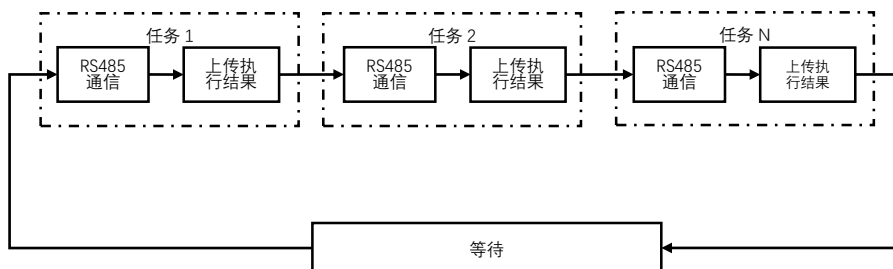 任务 1
RS485
通信
上传执
行结果
任务 2
RS485
通信
上传执
行结果
任务 N
RS485
通信
上传执
行结果
等待